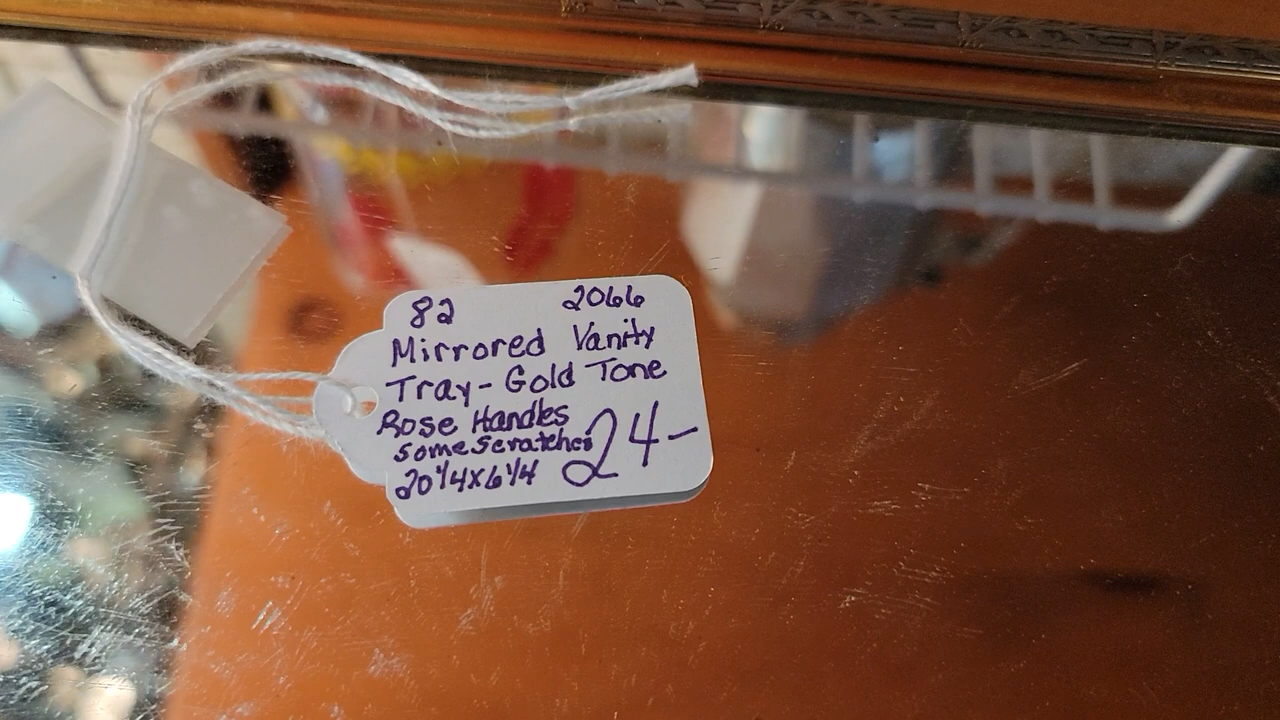 82 2066
Mirrored Vanity
Tray - Gold Tone
Rose Handles
some scratches
20 1/4 x 6 1/4 24-